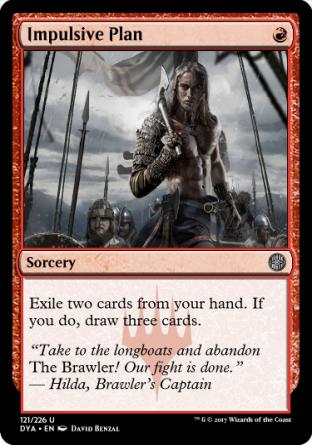 Impulsive Plan
Sorcery
Exile two cards from your hand. If
you do, draw three cards.
"Take to the longboats and abandon
The Brawler! Our fight is done."
— Hilda, Brawler's Captain
121/226 U
DYA • EN DAVID BENZAL
™ & © 2017 Wizards of the Coast